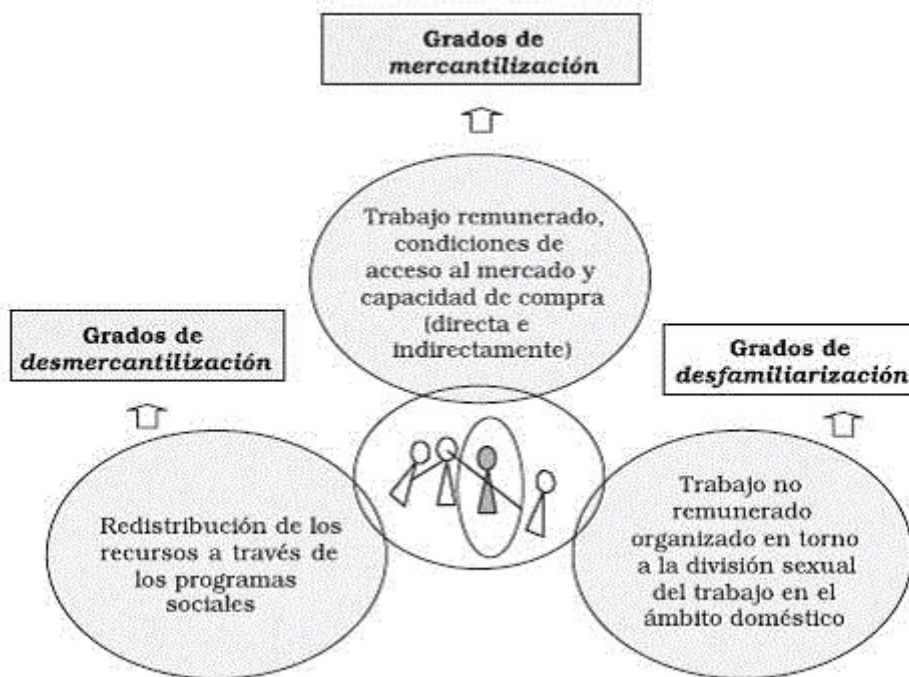 Grados de
mercantilización
Trabajo remunerado,
condiciones de
acceso al mercado y
capacidad de compra
(directa e
indirectamente)
Grados de
desmercantilización
Grados de
desfamiliarización
Redistribución de los
recursos a través de
los programas
sociales
Trabajo no
remunerado
organizado en torno
a la división sexual
del trabajo en el
ámbito doméstico